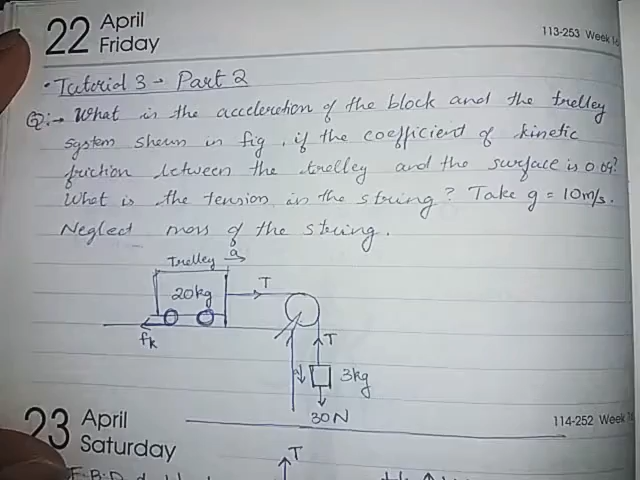 22 April Friday
113-253 Week
• Tutorial 3 → Part 2
Q:→ What is the acceleration of the block and the trolley
system shown in fig, if the coefficient of kinetic
friction between the trolley and the surface is 0.04?
What is the tension in the string? Take g = 10m/s.
Neglect mass of the string.
Trolley a
20kg
T
fk
T
3kg
30N
23 April Saturday
114-252 Week
F.B.D
T